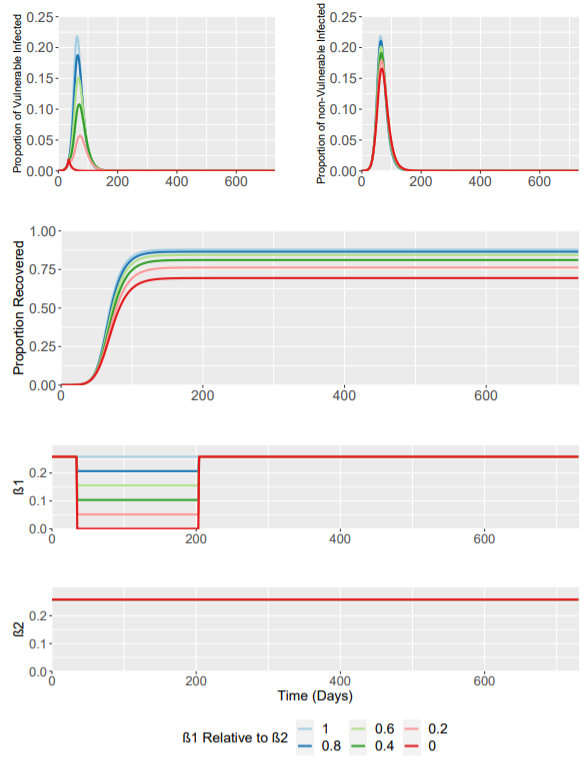 Proportion of Vulnerable Infected
0.25
0.20
0.15
0.10
0.05
0.00
0 200 400 600
Proportion of non-Vulnerable Infected
0.25
0.20
0.15
0.10
0.05
0.00
0 200 400 600
Proportion Recovered
1.00
0.75
0.50
0.25
0.00
0 200 400 600
ß1
0.2
0.1
0.0
0 200 400 600
ß2
0.2
0.1
0.0
0 200 400 600
Time (Days)
ß1 Relative to ß2
1 0.6 0.2
0.8 0.4 0